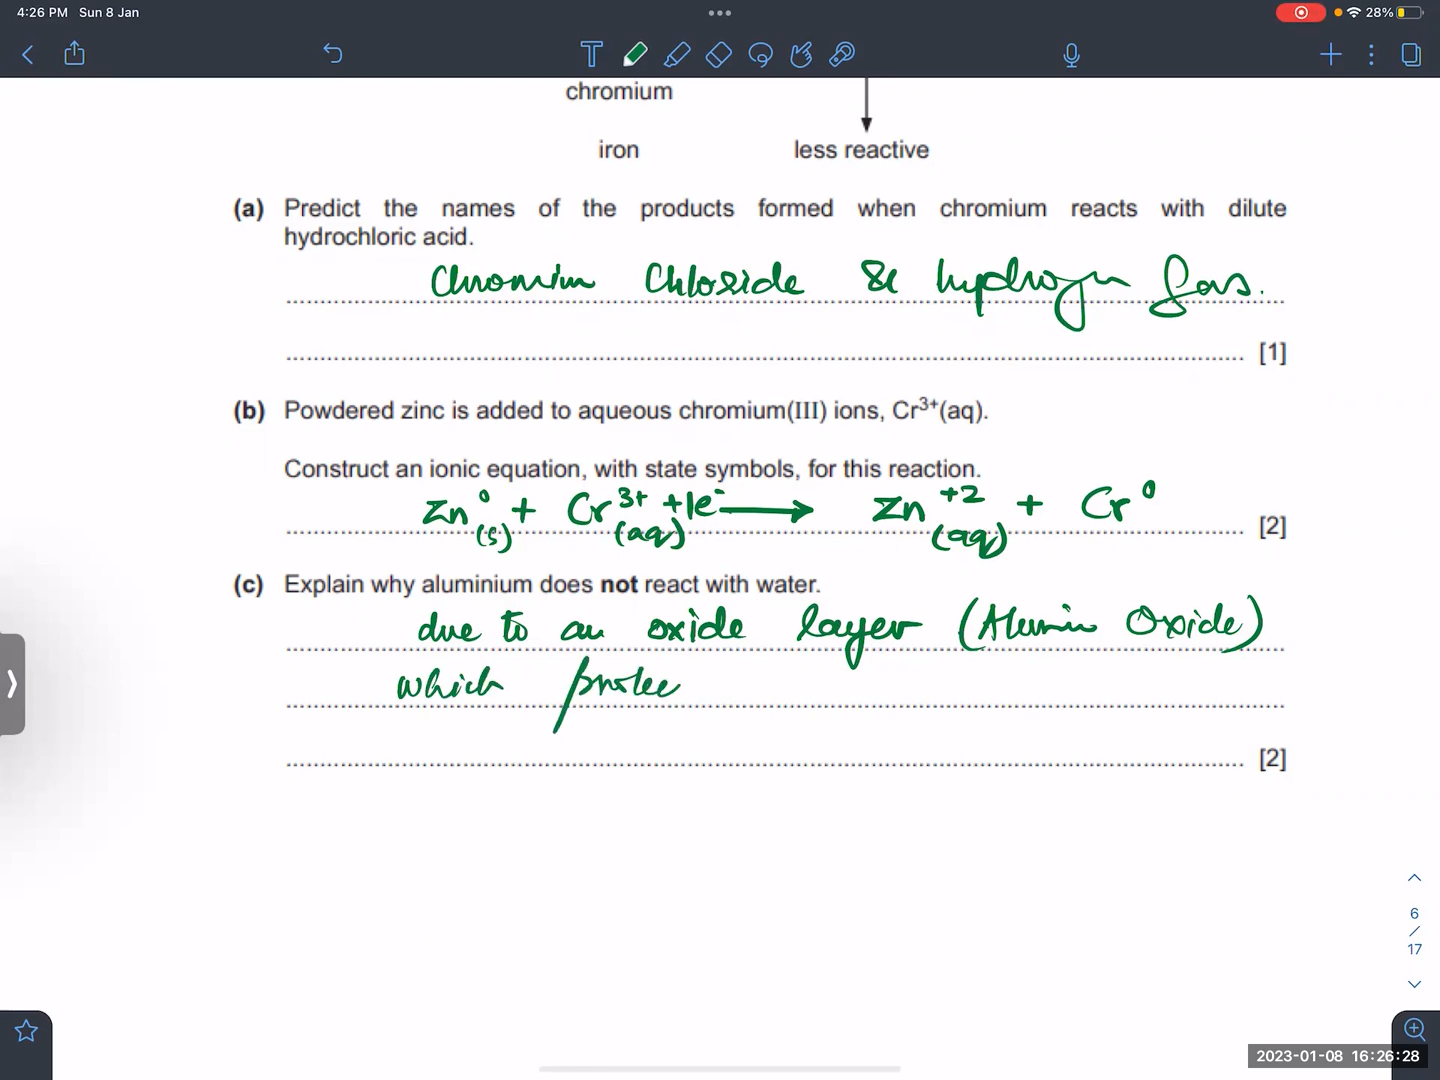 4:26 PM Sun 8 Jan
28%
chromium
iron less reactive
(a) Predict the names of the products formed when chromium reacts with dilute
hydrochloric acid.
Chromium Chloride & hydrogen Gas.
[1]
(b) Powdered zinc is added to aqueous chromium(III) ions, Cr³⁺(aq).
Construct an ionic equation, with state symbols, for this reaction.
Zn⁰(s) + Cr³⁺(aq) + 1e⁻ → Zn⁺²(aq) + Cr⁰ [2]
(c) Explain why aluminium does not react with water.
due to an oxide layer (Alumin Oxide)
which protec
[2]
6
/
17
2023-01-08 16:26:28